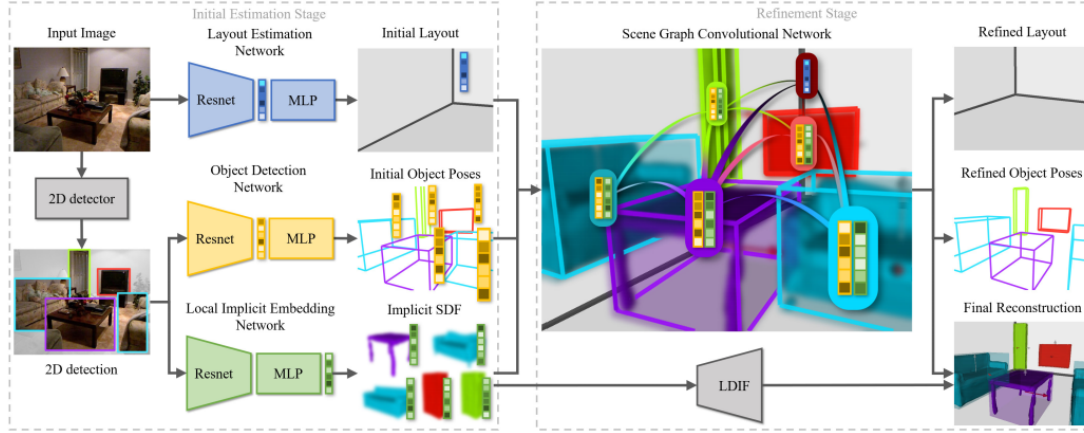 Initial Estimation Stage
Refinement Stage
Input Image
Layout Estimation
Network
Initial Layout
Scene Graph Convolutional Network
Refined Layout
Resnet
MLP
2D detector
Object Detection
Network
Initial Object Poses
Refined Object Poses
Resnet
MLP
Local Implicit Embedding
Network
Implicit SDF
Final Reconstruction
Resnet
MLP
LDIF
2D detection